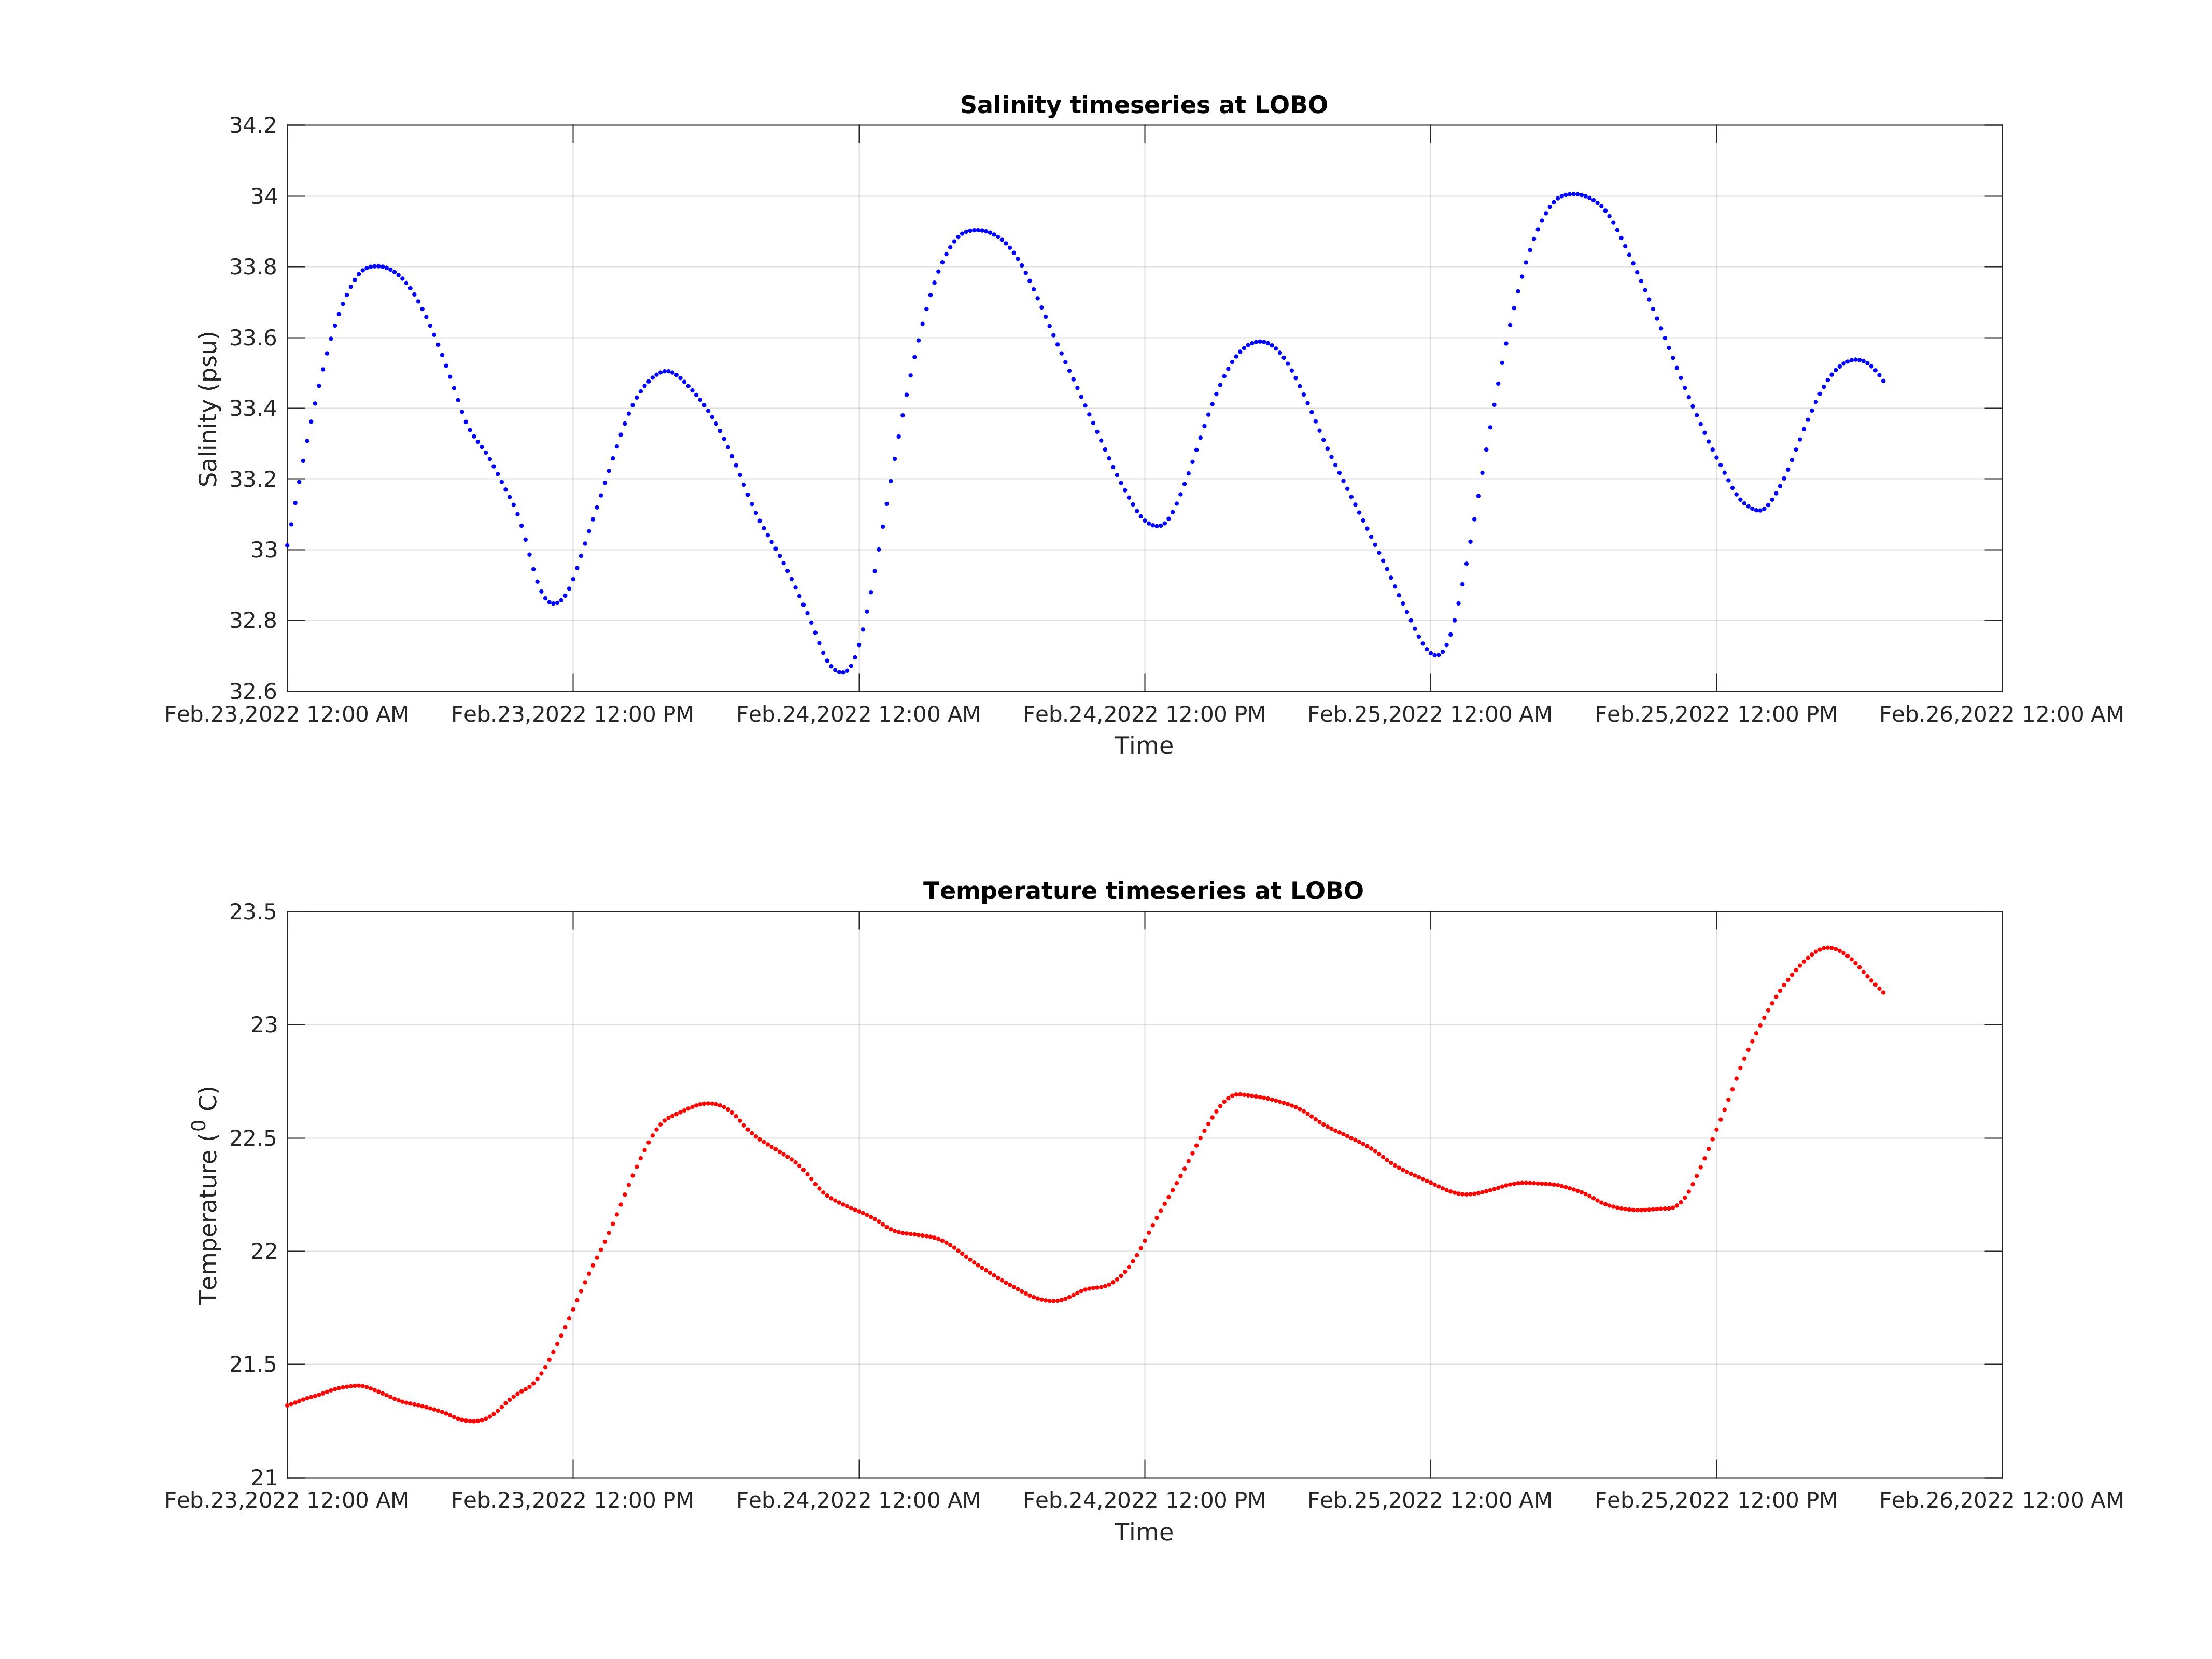 Salinity timeseries at LOBO
34.2
34
33.8
33.6
33.4
33.2
33
32.8
32.6
Salinity (psu)
Feb.23,2022 12:00 AM Feb.23,2022 12:00 PM Feb.24,2022 12:00 AM Feb.24,2022 12:00 PM Feb.25,2022 12:00 AM Feb.25,2022 12:00 PM Feb.26,2022 12:00 AM
Time
Temperature timeseries at LOBO
23.5
23
22.5
22
21.5
21
Temperature (⁰ C)
Feb.23,2022 12:00 AM Feb.23,2022 12:00 PM Feb.24,2022 12:00 AM Feb.24,2022 12:00 PM Feb.25,2022 12:00 AM Feb.25,2022 12:00 PM Feb.26,2022 12:00 AM
Time